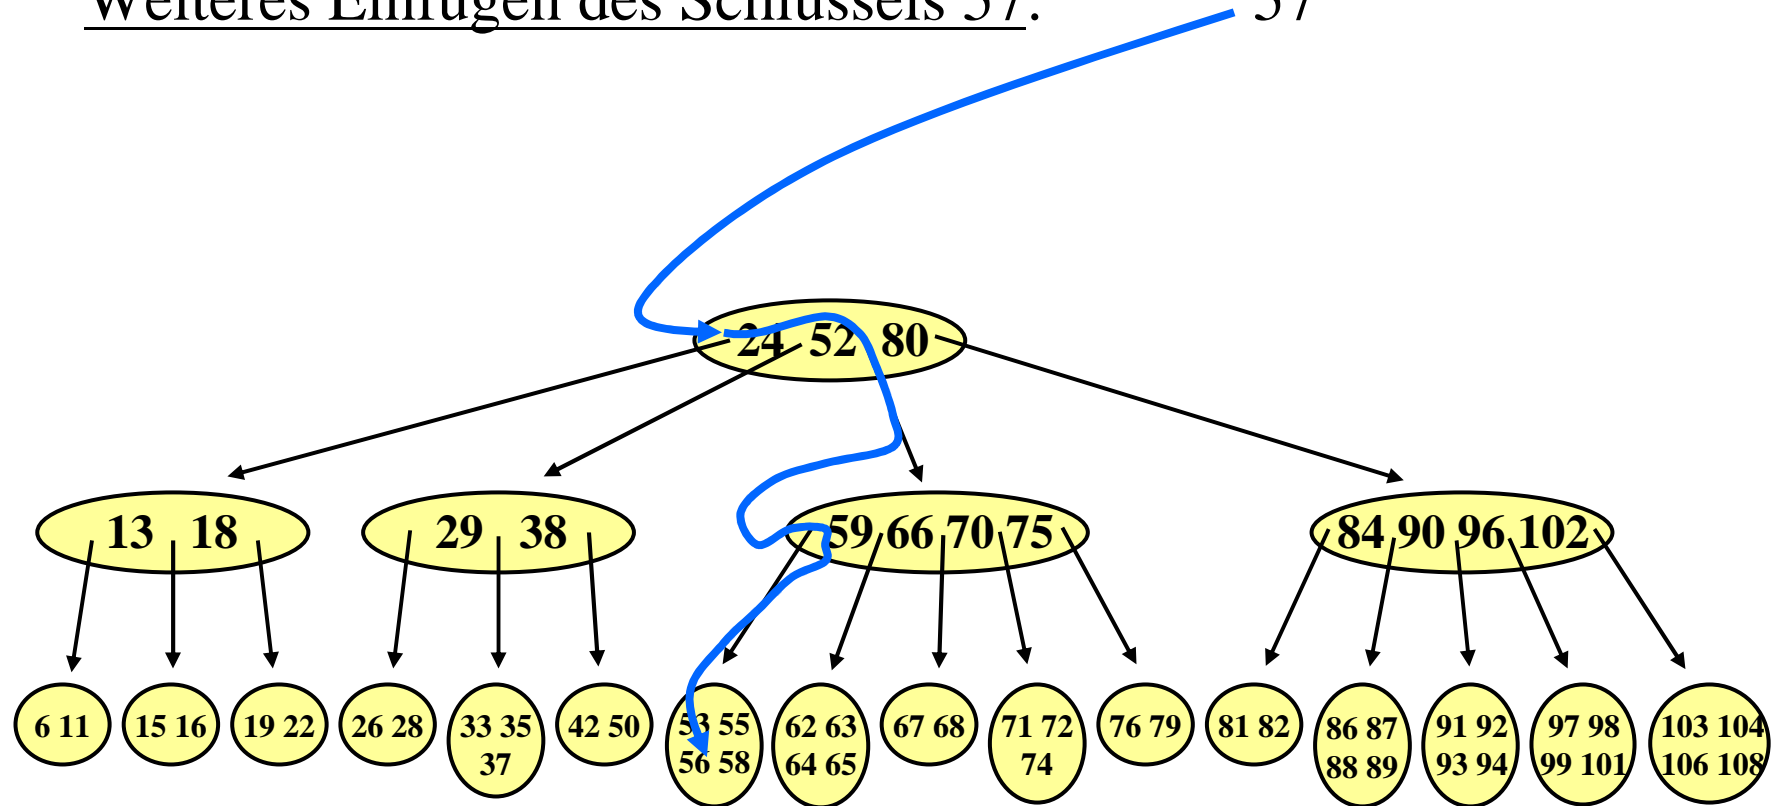 Weiteres Einfügen des Schlüssels 57: 57
24 52 80
13 18 29 38 59 66 70 75 84 90 96 102
6 11 15 16 19 22 26 28 33 35 42 50 53 55 62 63 67 68 71 72 76 79 81 82 86 87 91 92 97 98 103 104
37 56 58 64 65 74 88 89 93 94 99 101 106 108